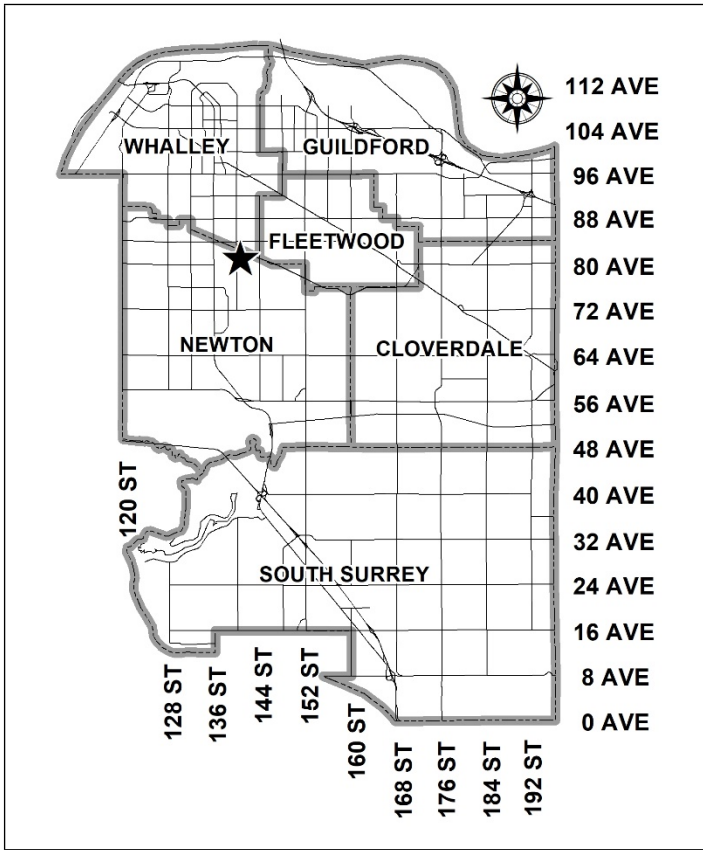 112 AVE
104 AVE
WHALLEY
GUILDFORD
96 AVE
88 AVE
FLEETWOOD
80 AVE
72 AVE
NEWTON
CLOVERDALE
64 AVE
56 AVE
48 AVE
120 ST
40 AVE
32 AVE
SOUTH SURREY
24 AVE
16 AVE
8 AVE
128 ST
136 ST
144 ST
152 ST
160 ST
0 AVE
168 ST
176 ST
184 ST
192 ST